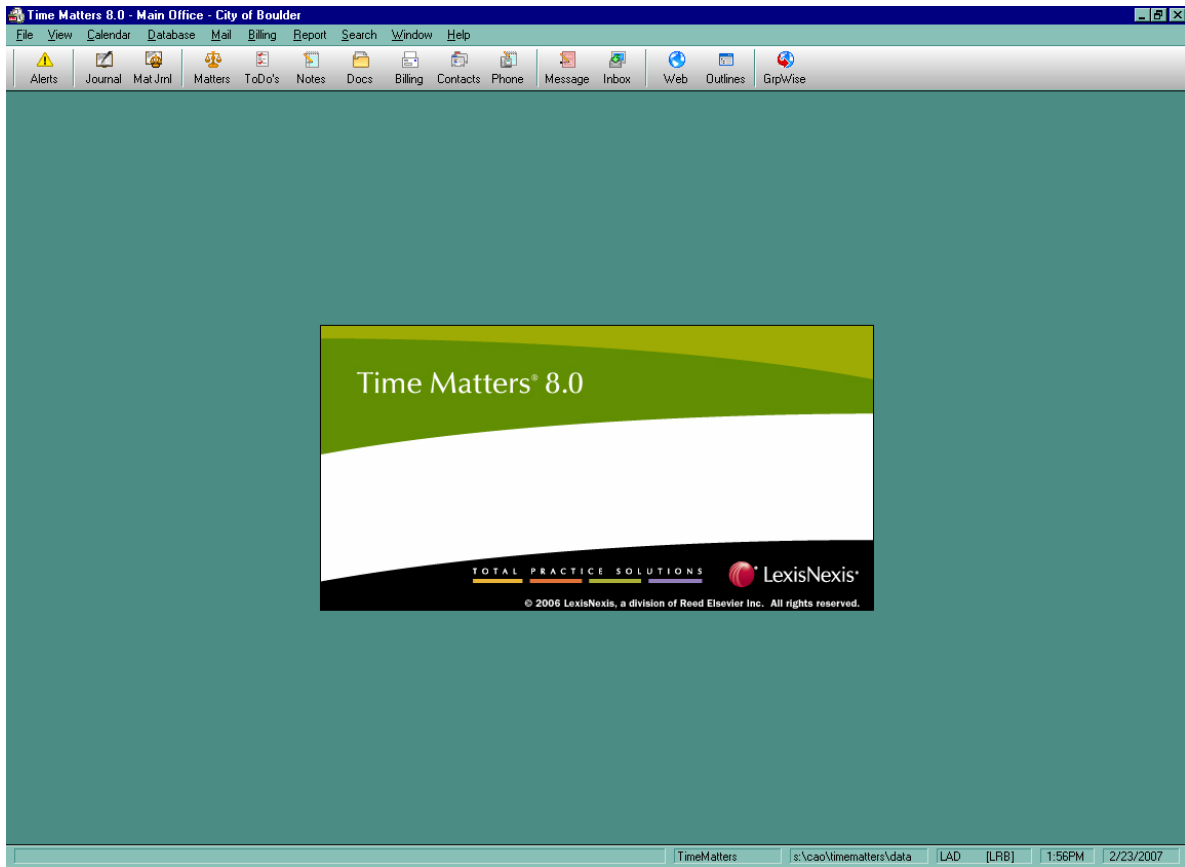 Time Matters 8.0 - Main Office - City of Boulder
File View Calendar Database Mail Billing Report Search Window Help
Alerts Journal Mat Jrnl Matters ToDo's Notes Docs Billing Contacts Phone Message Inbox Web Outlines GrpWise
Time Matters® 8.0
TOTAL PRACTICE SOLUTIONS
LexisNexis®
© 2006 LexisNexis, a division of Reed Elsevier Inc. All rights reserved.
TimeMatters s:\cao\timematters\data LAD [LRB] 1:56PM 2/23/2007